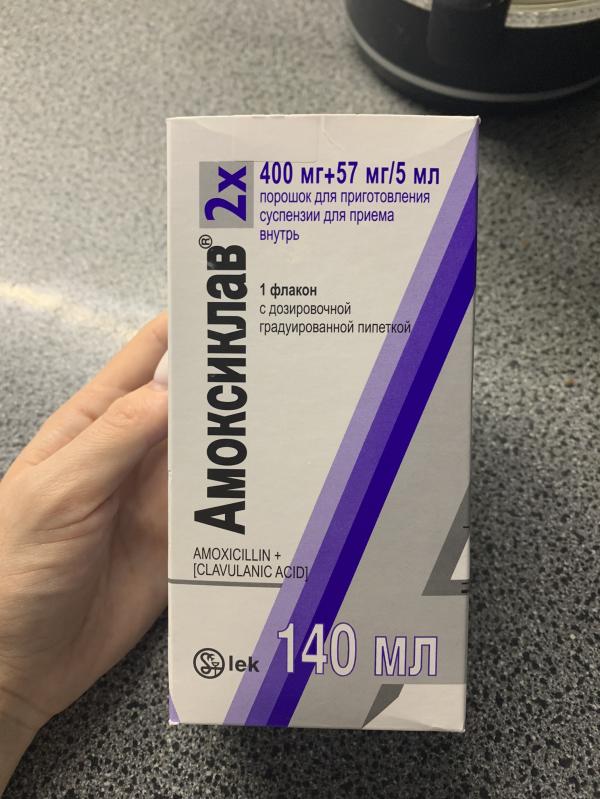 Амоксиклав® 2x
400 мг+57 мг/5 мл
порошок для приготовления
суспензии для приема
внутрь
1 флакон
с дозировочной
градуированной пипеткой
AMOXICILLIN +
[CLAVULANIC ACID]
lek
140 мл